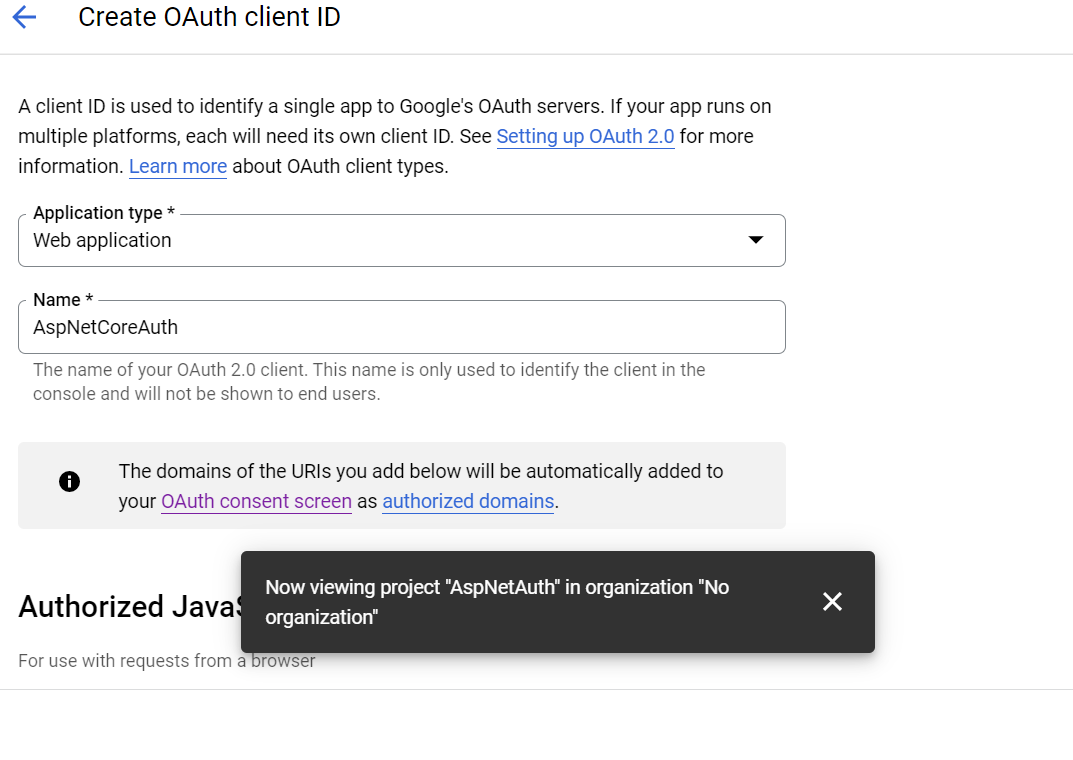 Create OAuth client ID
A client ID is used to identify a single app to Google's OAuth servers. If your app runs on
multiple platforms, each will need its own client ID. See Setting up OAuth 2.0 for more
information. Learn more about OAuth client types.
Application type *
Web application
Name *
AspNetCoreAuth
The name of your OAuth 2.0 client. This name is only used to identify the client in the
console and will not be shown to end users.
The domains of the URIs you add below will be automatically added to
your OAuth consent screen as authorized domains.
Now viewing project "AspNetAuth" in organization "No
organization"
Authorized JavaS
For use with requests from a browser